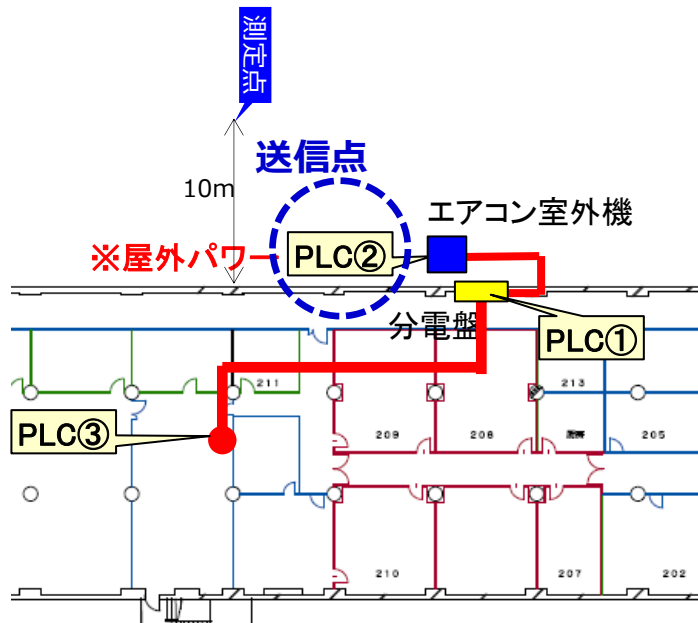 測定点
送信点
10m
エアコン室外機
※屋外パワー
PLC②
分電盤
PLC①
211
213
PLC③
209
208
205
210
207
202